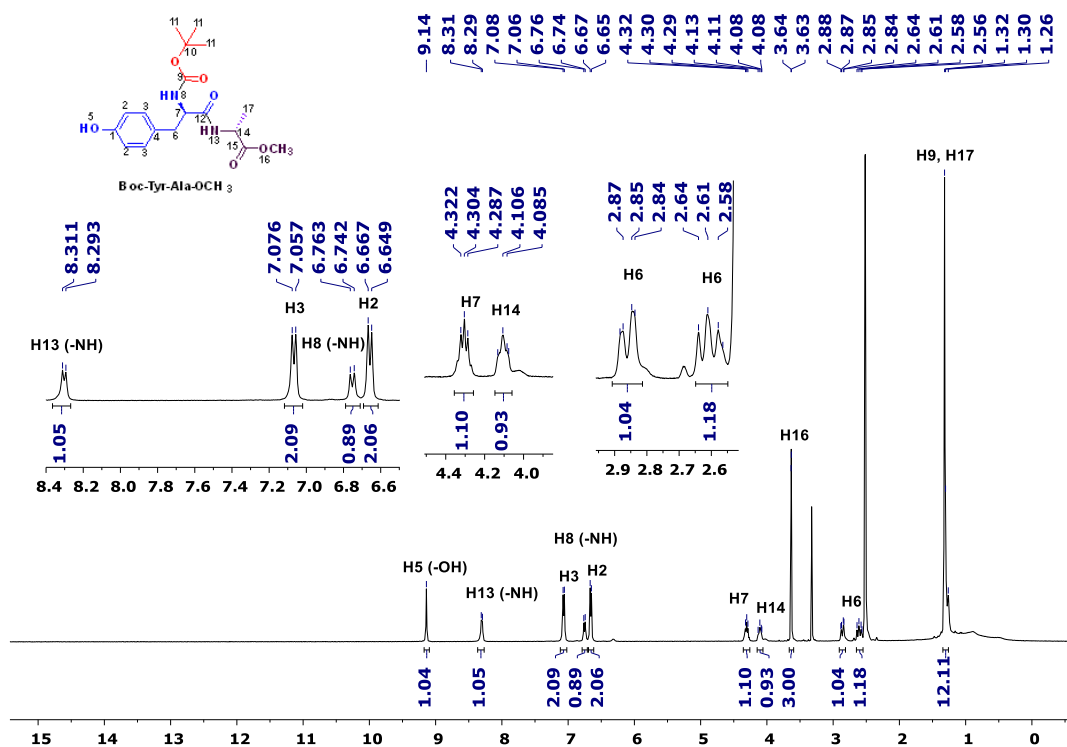 9.14
8.31
8.29
7.08
7.06
6.76
6.74
6.67
6.65
4.32
4.30
4.29
4.13
4.11
4.08
4.08
3.64
3.63
2.88
2.87
2.85
2.84
2.64
2.61
2.58
2.56
1.32
1.30
1.26
11
11
11
10
O
9
O
N
H
8
O
17
5
HO
2
3
7
12
N
H
13
14
1
4
6
15
O
16
OCH3
2
3
Boc-Tyr-Ala-OCH3
8.311
8.293
7.076
7.057
6.763
6.742
6.667
6.649
H13 (-NH)
H3
H8 (-NH)
H2
1.05
2.09
0.89
2.06
8.4 8.2 8.0 7.8 7.6 7.4 7.2 7.0 6.8 6.6
4.322
4.304
4.287
4.106
4.085
H7
H14
1.10
0.93
4.4 4.2 4.0
2.87
2.85
2.84
2.64
2.61
2.58
H6
H6
1.04
1.18
2.9 2.8 2.7 2.6
H9, H17
H16
H5 (-OH)
H13 (-NH)
H3
H8 (-NH)
H2
H7
H14
H6
1.04
1.05
2.09
0.89
2.06
1.10
0.93
3.00
1.04
1.18
12.11
15 14 13 12 11 10 9 8 7 6 5 4 3 2 1 0